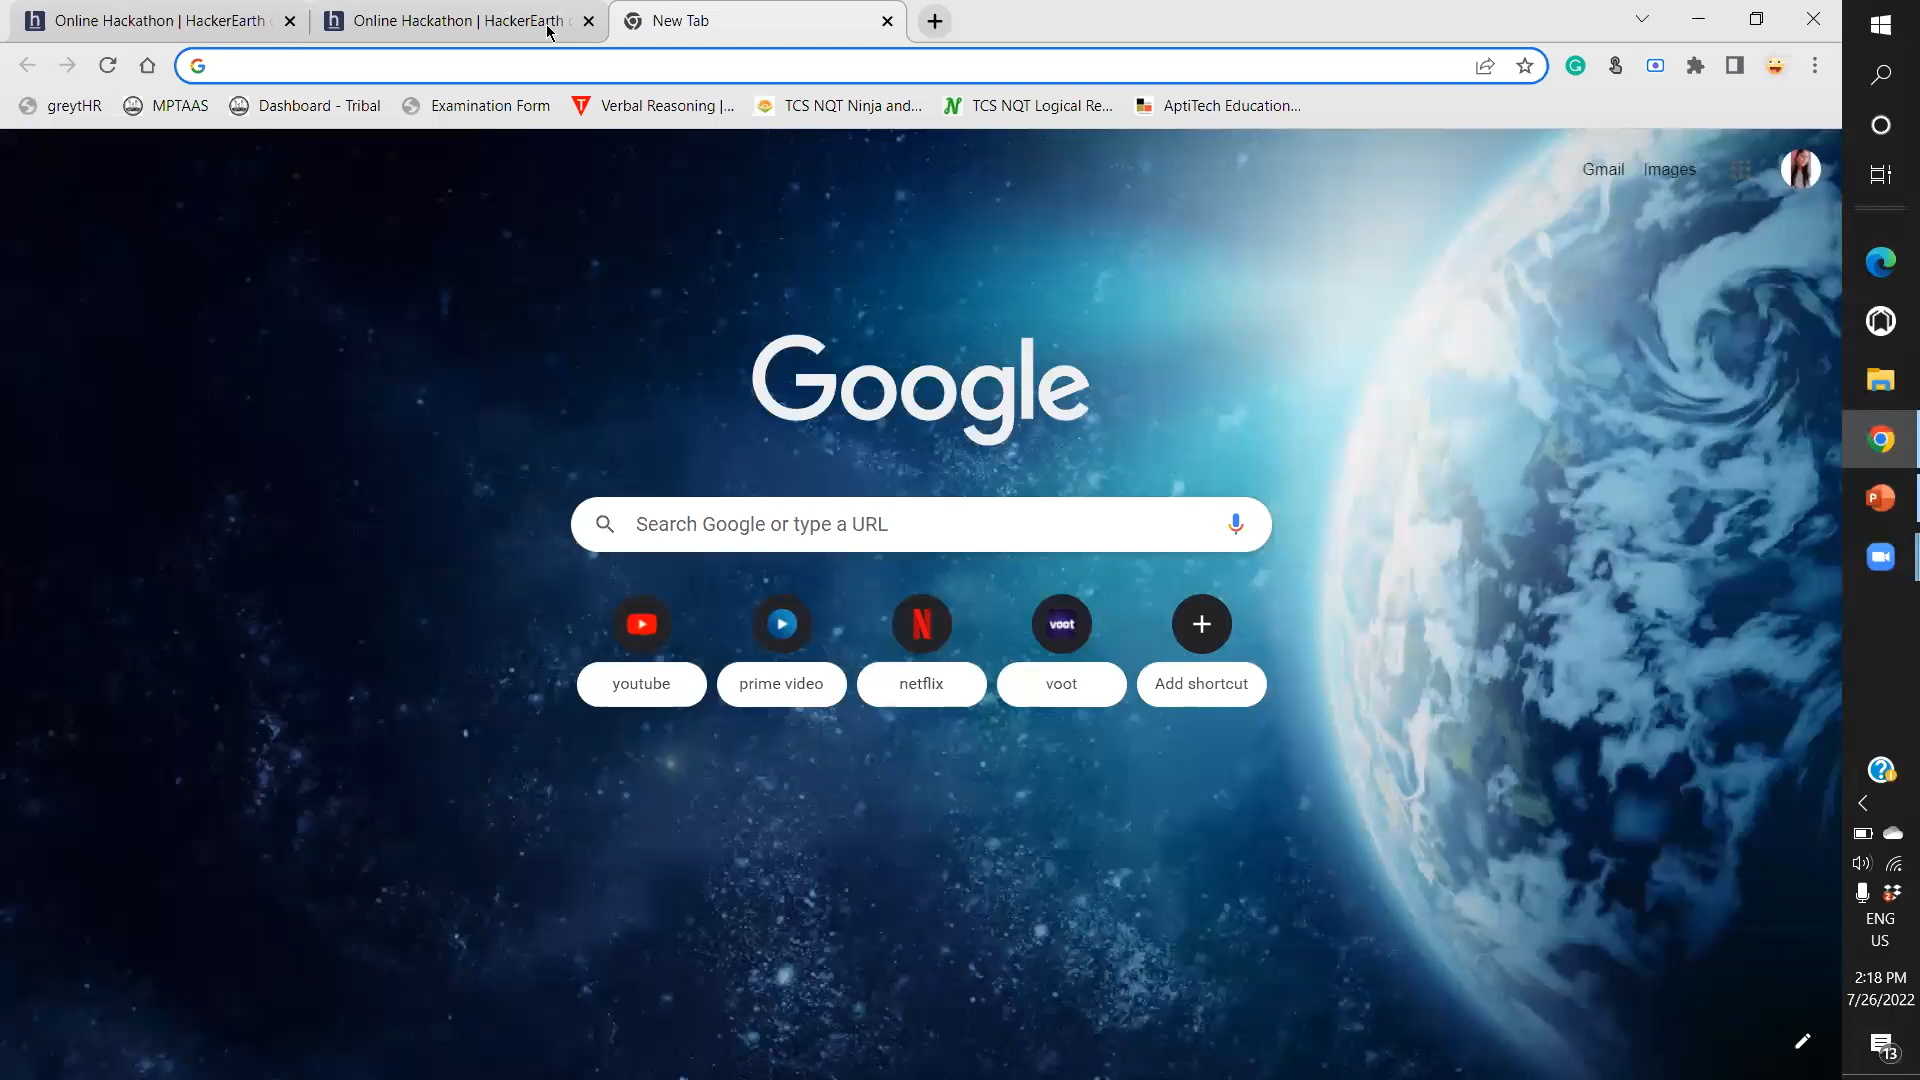 Online Hackathon | HackerEarth
Online Hackathon | HackerEarth
New Tab
greytHR
MPTAAS
Dashboard - Tribal
Examination Form
Verbal Reasoning |...
TCS NQT Ninja and...
TCS NQT Logical Re...
AptiTech Education...
Gmail
Images
Google
Search Google or type a URL
voot
youtube
prime video
netflix
voot
Add shortcut
ENG
US
2:18 PM
7/26/2022
13